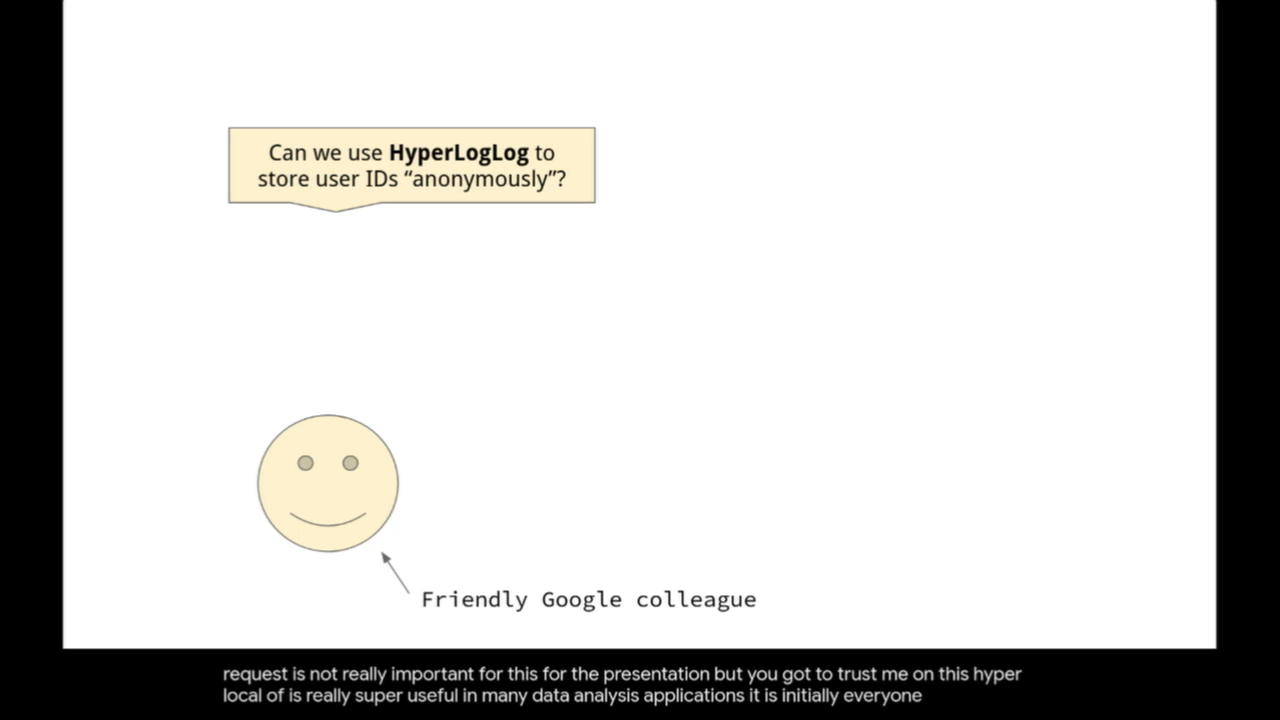 Can we use HyperLogLog to
store user IDs “anonymously”?
Friendly Google colleague
request is not really important for this for the presentation but you got to trust me on this hyper
local of is really super useful in many data analysis applications it is initially everyone